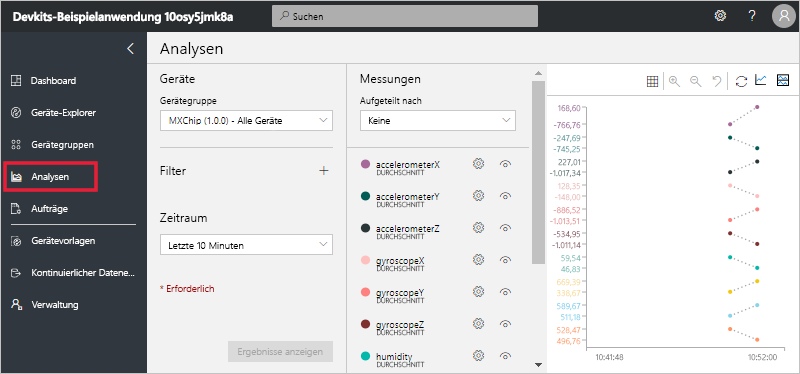 Devkits-Beispielanwendung 10osy5jmk8a
Suchen
Dashboard
Geräte-Explorer
Gerätegruppen
Analysen
Aufträge
Gerätevorlagen
Kontinuierlicher Datene...
Verwaltung
Analysen
Geräte
Gerätegruppe
MXChip (1.0.0) - Alle Geräte
Filter
Zeitraum
Letzte 10 Minuten
* Erforderlich
Ergebnisse anzeigen
Messungen
Aufgeteilt nach
Keine
accelerometerX
DURCHSCHNITT
accelerometerY
DURCHSCHNITT
accelerometerZ
DURCHSCHNITT
gyroscopeX
DURCHSCHNITT
gyroscopeY
DURCHSCHNITT
gyroscopeZ
DURCHSCHNITT
humidity
DURCHSCHNITT
168,60
-766,76
-247,69
-745,25
227,01
-1.017,34
128,35
-148,00
-886,52
-1.013,51
-534,95
-1.011,14
59,54
46,83
669,39
338,67
589,67
511,18
528,47
496,76
10:41:48
10:52:00